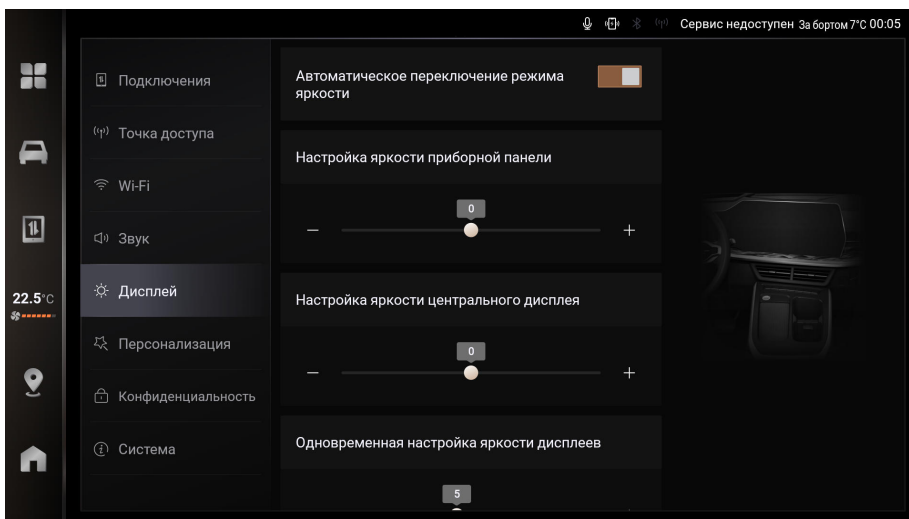 Сервис недоступен За бортом 7°C 00:05
Подключения
Точка доступа
Wi-Fi
Звук
Дисплей
Персонализация
Конфиденциальность
Система
22.5°C
Автоматическое переключение режима
яркости
Настройка яркости приборной панели
0
− +
Настройка яркости центрального дисплея
0
− +
Одновременная настройка яркости дисплеев
5